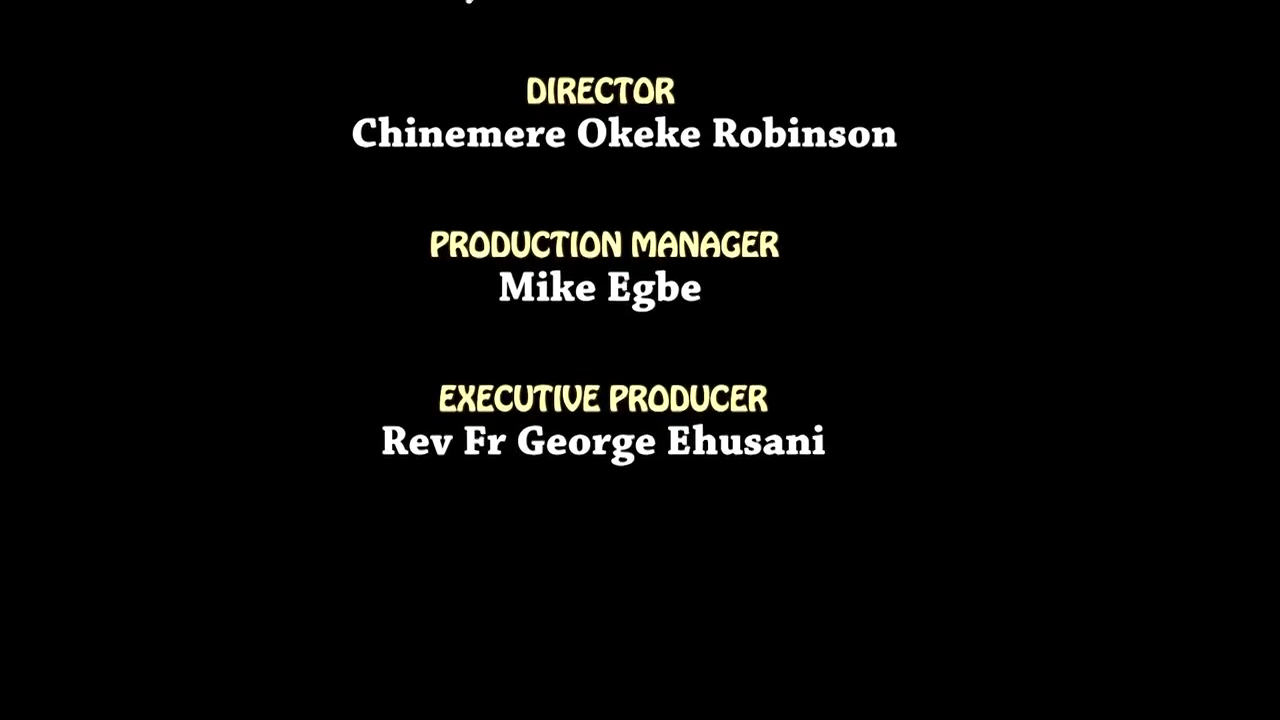 DIRECTOR
Chinemere Okeke Robinson
PRODUCTION MANAGER
Mike Egbe
EXECUTIVE PRODUCER
Rev Fr George Ehusani